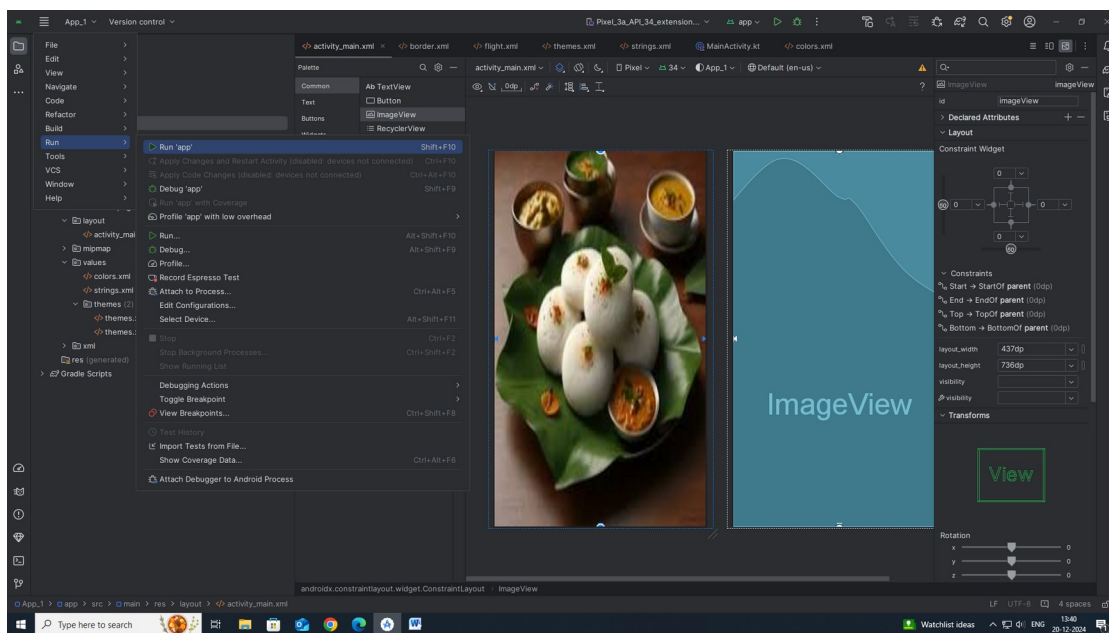 App_1
Version control
Pixel_3a_API_34_extension...
app
File
Edit
View
Navigate
Code
Refactor
Build
Run
Tools
VCS
Window
Help
activity_main.xml
border.xml
flight.xml
themes.xml
strings.xml
MainActivity.kt
colors.xml
Palette
activity_main.xml
Pixel
34
App_1
Default (en-us)
Common
Text
Buttons
Widgets
Ab TextView
Button
ImageView
RecyclerView
0dp
Run 'app' Shift+F10
Apply Changes and Restart Activity (disabled: devices not connected) Ctrl+F10
Apply Code Changes (disabled: devices not connected) Ctrl+Alt+F10
Debug 'app' Shift+F9
Run 'app' with Coverage
Profile 'app' with low overhead
Run... Alt+Shift+F10
Debug... Alt+Shift+F9
Profile...
Record Espresso Test
Attach to Process... Ctrl+Alt+F5
Edit Configurations...
Select Device... Alt+Shift+F11
Stop Ctrl+F2
Stop Background Processes... Ctrl+Shift+F2
Show Running List
Debugging Actions
Toggle Breakpoint
View Breakpoints... Ctrl+Shift+F8
Test History
Import Tests from File...
Show Coverage Data... Ctrl+Alt+F6
Attach Debugger to Android Process
layout
activity_mai
mipmap
values
colors.xml
strings.xml
themes (2)
themes.
themes.
xml
res (generated)
Gradle Scripts
ImageView
ImageView imageView
id imageView
Declared Attributes
Layout
Constraint Widget
0
60 0 0
0
60
Constraints
Start → StartOf parent (0dp)
End → EndOf parent (0dp)
Top → TopOf parent (0dp)
Bottom → BottomOf parent (0dp)
layout_width 437dp
layout_height 736dp
visibility
visibility
Transforms
View
Rotation
x 0
y 0
z 0
androidx.constraintlayout.widget.ConstraintLayout ImageView
App_1 > app > src > main > res > layout > activity_main.xml
LF UTF-8 4 spaces
Type here to search
Watchlist ideas
ENG
13:40
20-12-2024